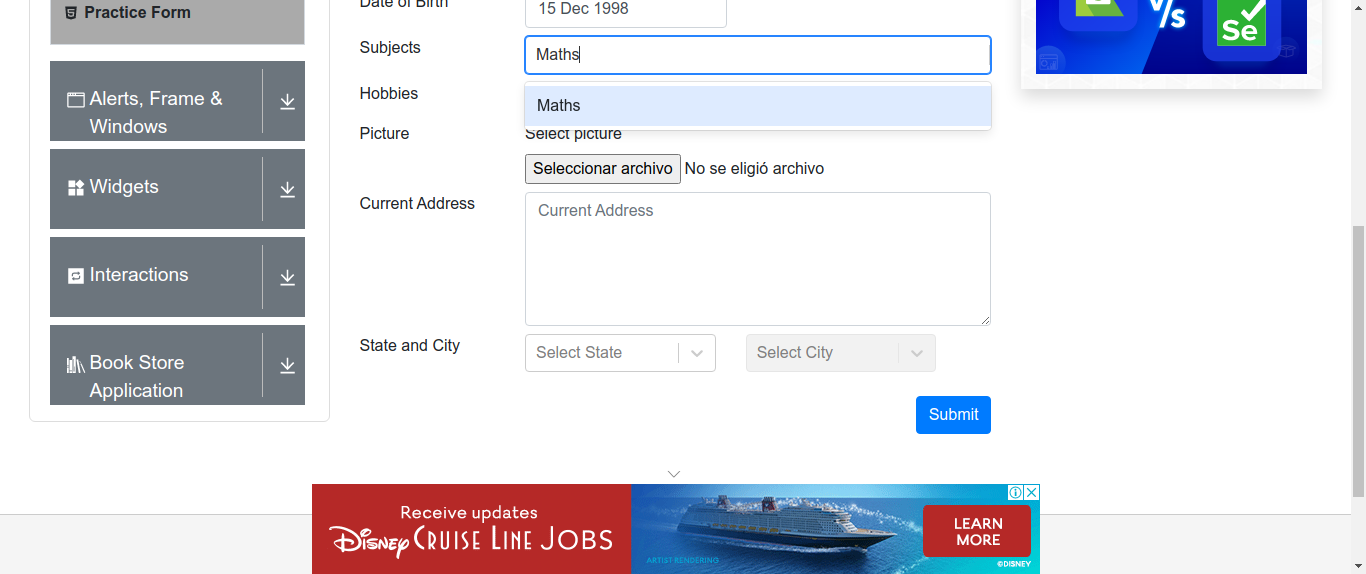 Practice Form
Alerts, Frame &
Windows
Widgets
Interactions
Book Store
Application
Date of Birth
15 Dec 1998
Subjects
Maths
Maths
Hobbies
Picture
Select picture
Seleccionar archivo No se eligió archivo
Current Address
Current Address
State and City
Select State
Select City
Submit
V/s
Se
Receive updates
Disney CRUISE LINE JOBS
ARTIST RENDERING
LEARN
MORE
©DISNEY